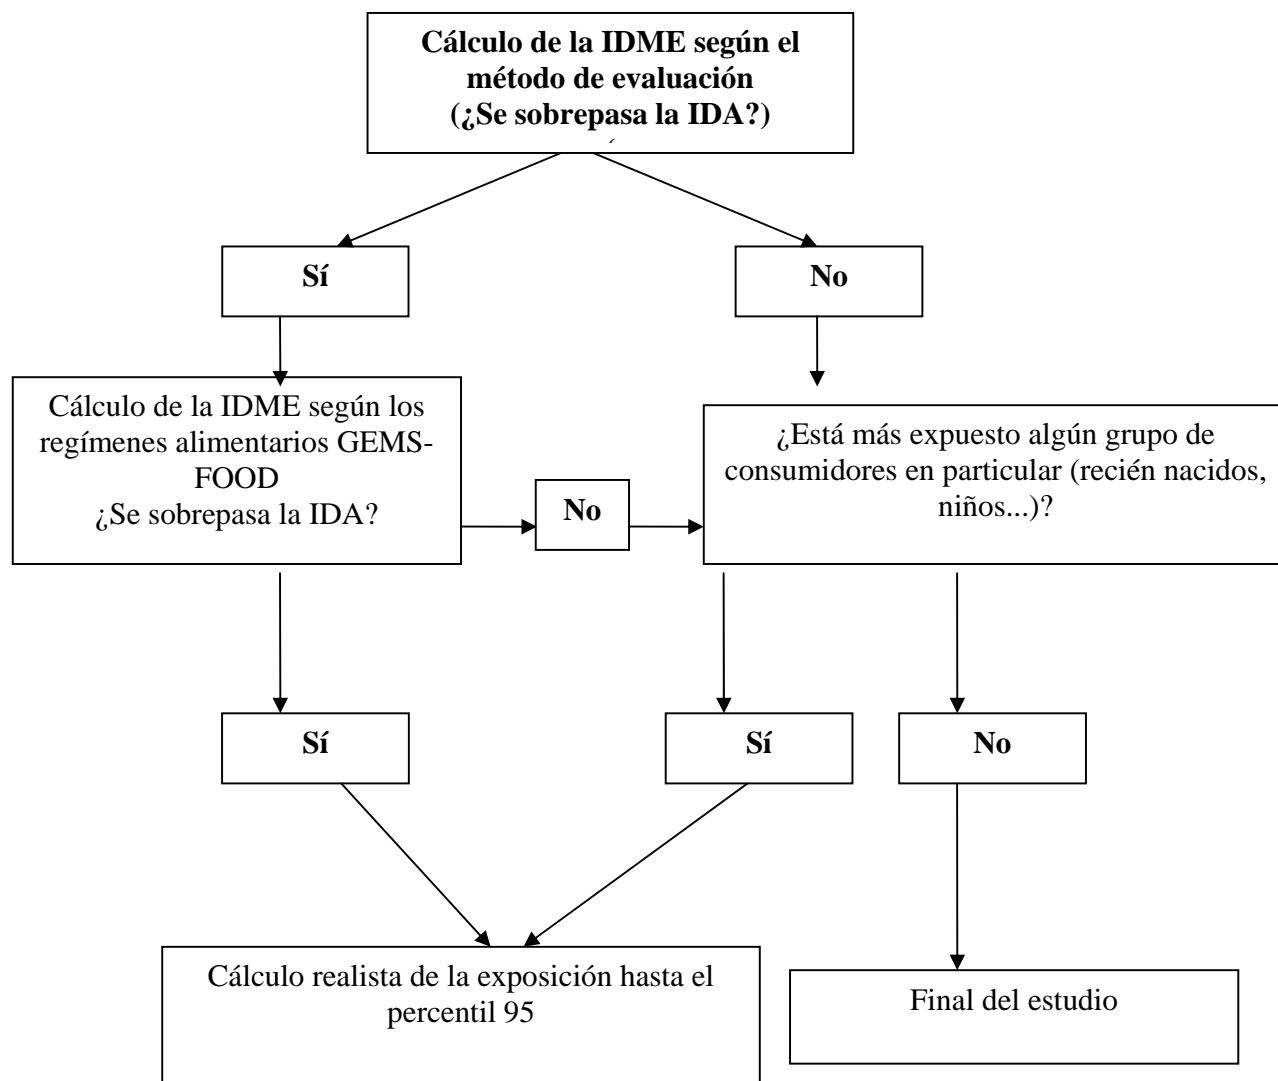 Cálculo de la IDME según el
método de evaluación
(¿Se sobrepasa la IDA?)
Sí
No
Cálculo de la IDME según los
regímenes alimentarios GEMS-
FOOD
¿Se sobrepasa la IDA?
No
¿Está más expuesto algún grupo de
consumidores en particular (recién nacidos,
niños...)?
Sí
Sí
No
Cálculo realista de la exposición hasta el
percentil 95
Final del estudio